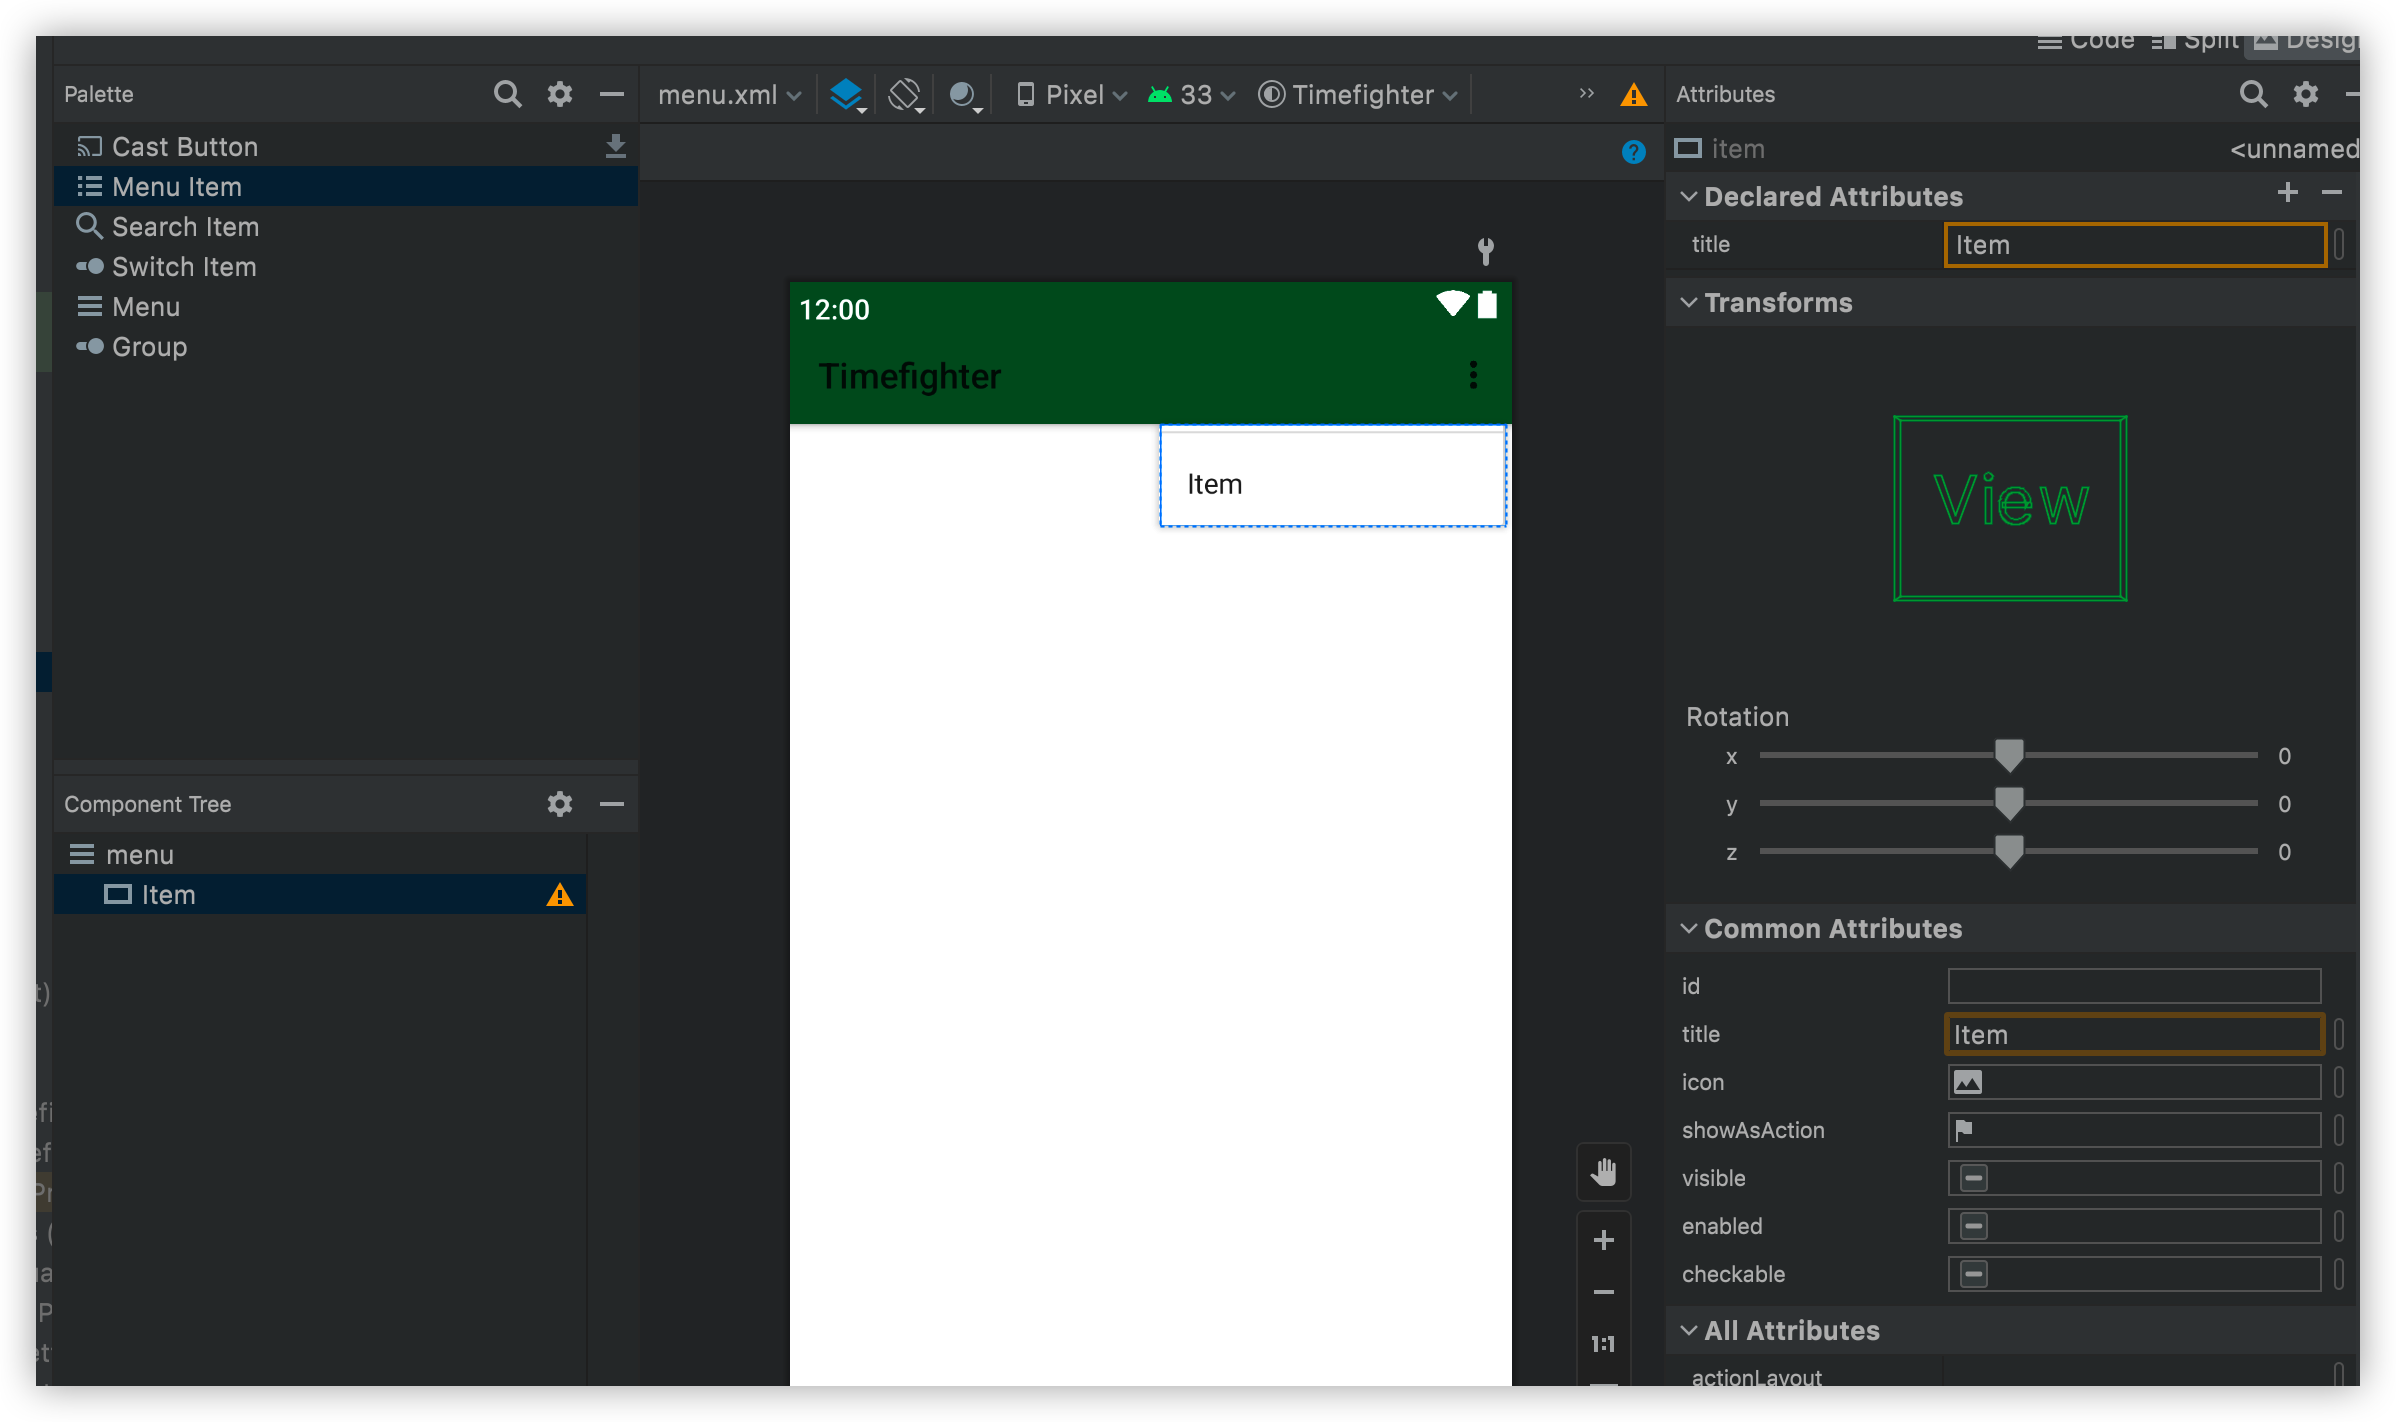 Code Split Design
Palette
menu.xml
Pixel
33
Timefighter
Attributes
Cast Button
Menu Item
Search Item
Switch Item
Menu
Group
item
<unnamed
Declared Attributes
title
Item
Transforms
12:00
Timefighter
Item
View
Rotation
x 0
y 0
z 0
Component Tree
menu
Item
Common Attributes
id
title Item
icon
showAsAction
visible
enabled
checkable
1:1
All Attributes
actionLayout